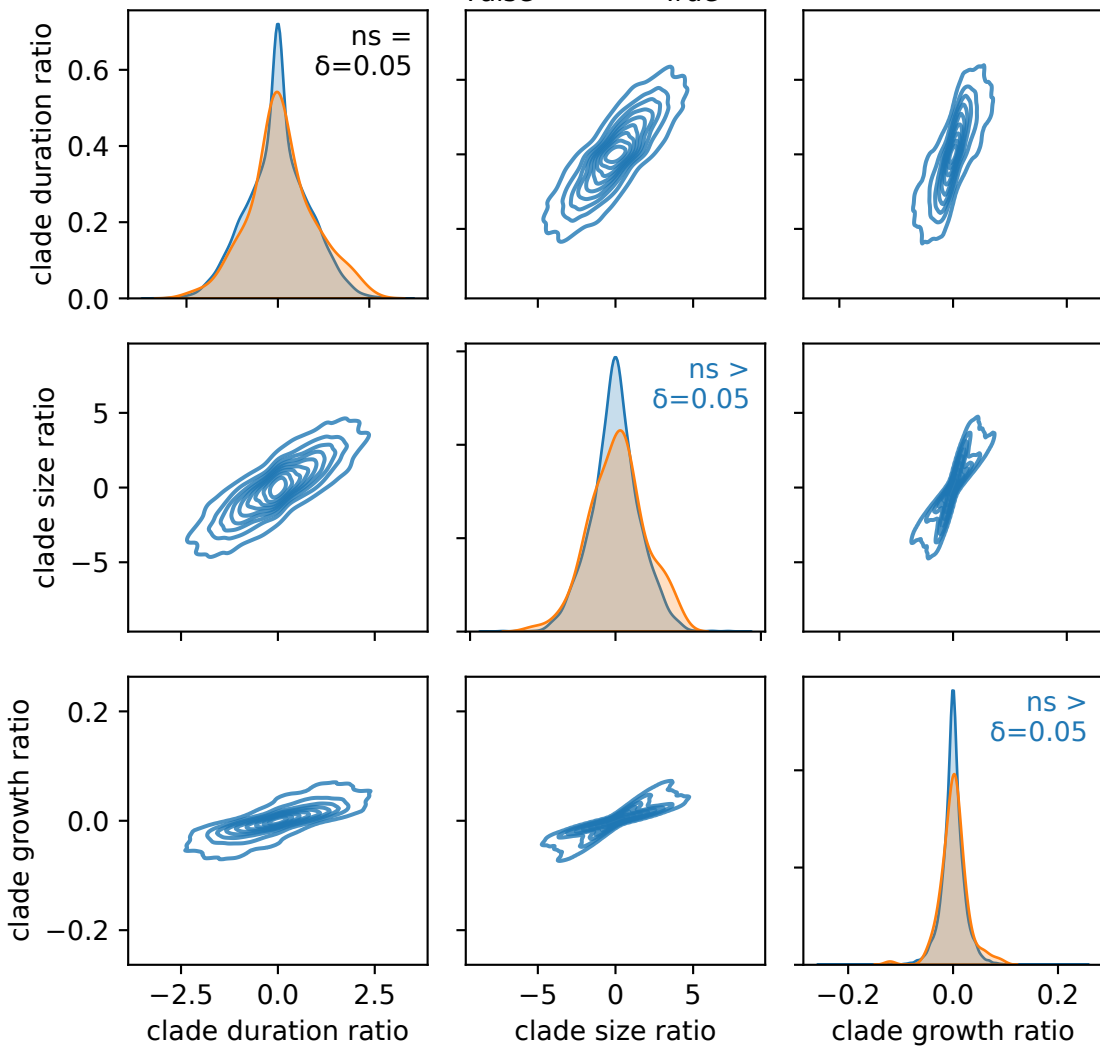 clade duration ratio
0.6
0.4
0.2
0.0
ns =
δ=0.05
clade size ratio
5
0
−5
ns >
δ=0.05
clade growth ratio
0.2
0.0
−0.2
ns >
δ=0.05
−2.5 0.0 2.5
−5 0 5
−0.2 0.0 0.2
clade duration ratio
clade size ratio
clade growth ratio